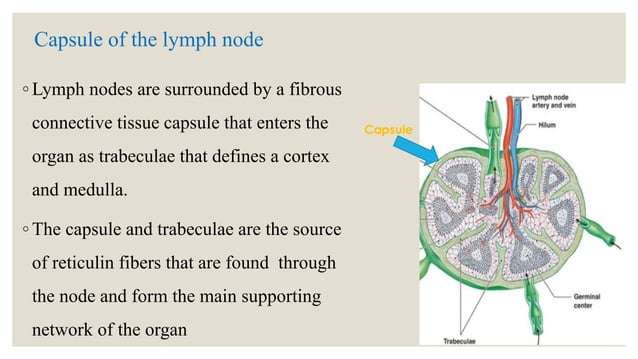 Capsule of the lymph node
◦ Lymph nodes are surrounded by a fibrous
connective tissue capsule that enters the
organ as trabeculae that defines a cortex
and medulla.
◦ The capsule and trabeculae are the source
of reticulin fibers that are found  through
the node and form the main supporting
network of the organ
Capsule
Lymph node
artery and vein
Hilum
Germinal
center
Trabeculae